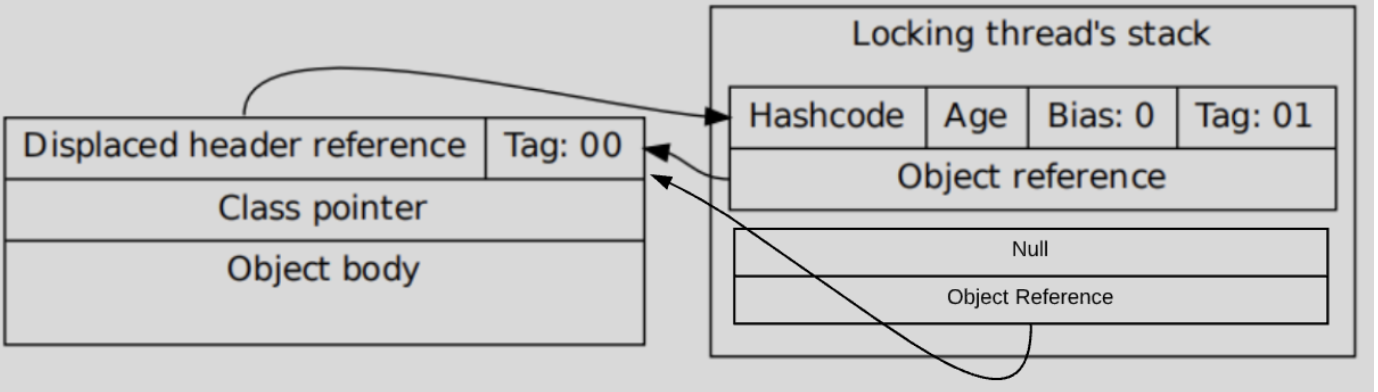 Locking thread's stack
Hashcode Age Bias: 0 Tag: 01
Object reference
Displaced header reference Tag: 00
Class pointer
Object body
Null
Object Reference